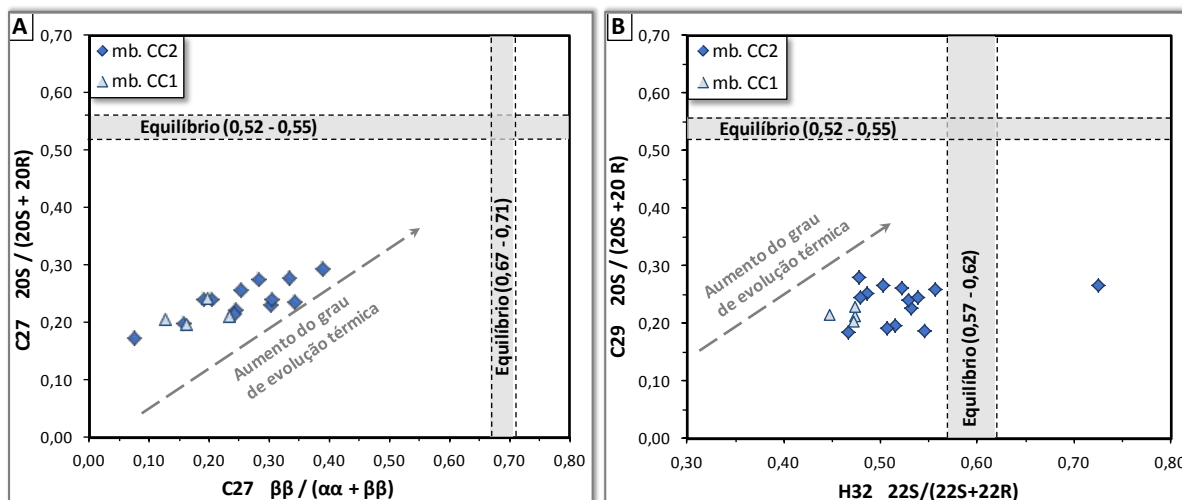 A
mb. CC2
mb. CC1
0,70
0,60
0,50
0,40
0,30
0,20
0,10
0,00
C27 20S / (20S + 20R)
Equilíbrio (0,52 - 0,55)
Equilíbrio (0,67 - 0,71)
Aumento do grau
de evolução térmica
0,00 0,10 0,20 0,30 0,40 0,50 0,60 0,70 0,80
C27 ββ / (αα + ββ)
B
mb. CC2
mb. CC1
0,70
0,60
0,50
0,40
0,30
0,20
0,10
0,00
C29 20S / (20S +20 R)
Equilíbrio (0,52 - 0,55)
Equilíbrio (0,57 - 0,62)
Aumento do grau
de evolução térmica
0,30 0,40 0,50 0,60 0,70 0,80
H32 22S/(22S+22R)